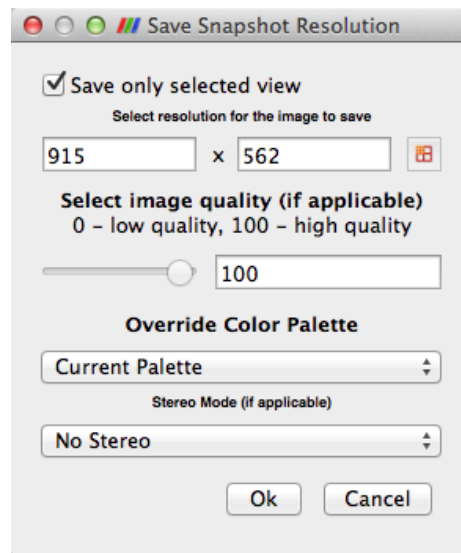 Save Snapshot Resolution
Save only selected view
Select resolution for the image to save
915 x 562
Select image quality (if applicable)
0 – low quality, 100 – high quality
100
Override Color Palette
Current Palette
Stereo Mode (if applicable)
No Stereo
Ok Cancel